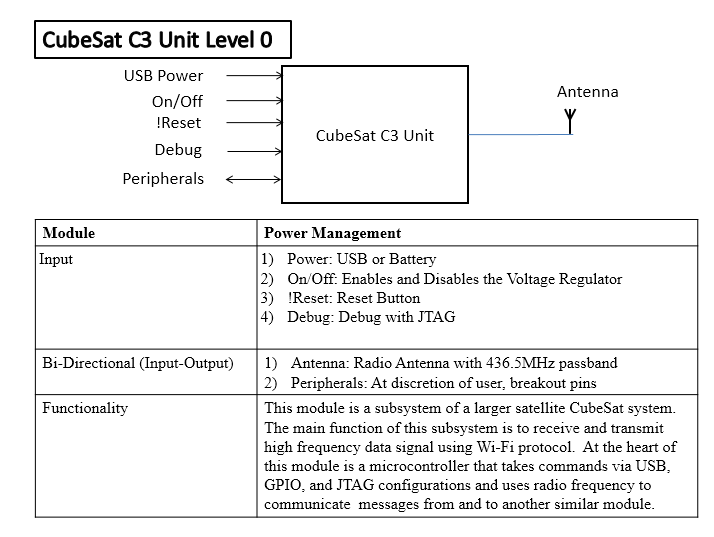 CubeSat C3 Unit Level 0
USB Power
On/Off
!Reset
Debug
Peripherals
CubeSat C3 Unit
Antenna
Module
Power Management
Input
1) Power: USB or Battery
2) On/Off: Enables and Disables the Voltage Regulator
3) !Reset: Reset Button
4) Debug: Debug with JTAG
Bi-Directional (Input-Output)
1) Antenna: Radio Antenna with 436.5MHz passband
2) Peripherals: At discretion of user, breakout pins
Functionality
This module is a subsystem of a larger satellite CubeSat system.
The main function of this subsystem is to receive and transmit
high frequency data signal using Wi-Fi protocol. At the heart of
this module is a microcontroller that takes commands via USB,
GPIO, and JTAG configurations and uses radio frequency to
communicate messages from and to another similar module.